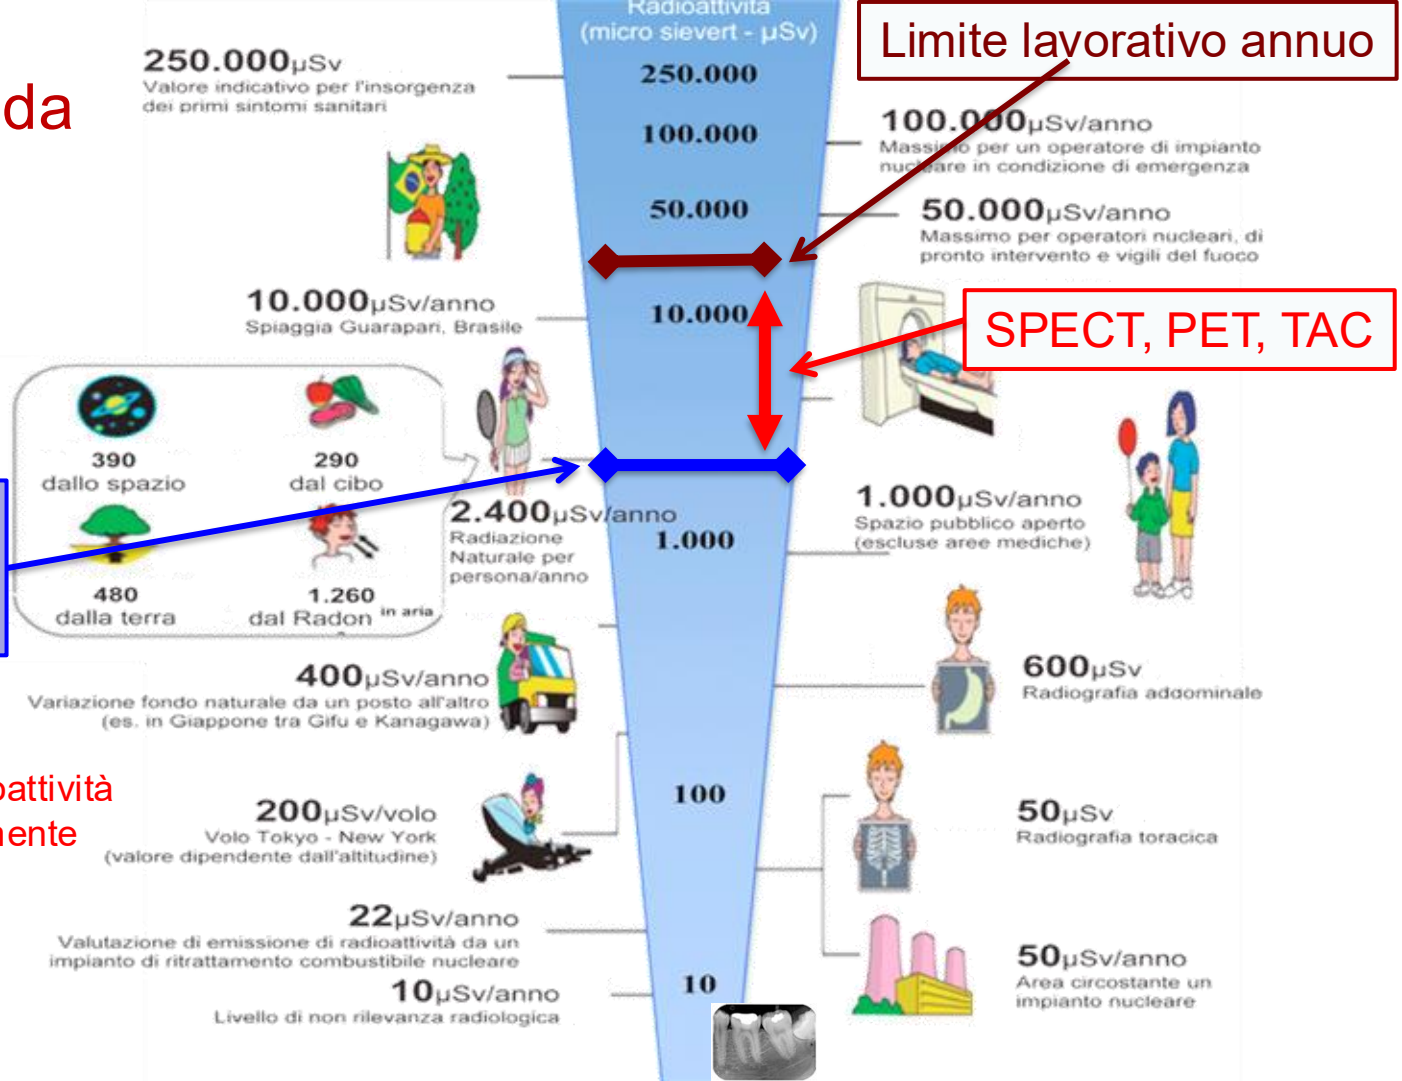 Radioattività
(micro sievert - µSv)
Limite lavorativo annuo
250.000µSv
Valore indicativo per l'insorgenza
dei primi sintomi sanitari
da
250.000
100.000
50.000
10.000
1.000
100
10
100.000µSv/anno
Massimo per un operatore di impianto
nucleare in condizione di emergenza
50.000µSv/anno
Massimo per operatori nucleari, di
pronto intervento e vigili del fuoco
10.000µSv/anno
Spiaggia Guarapari, Brasile
SPECT, PET, TAC
390
dallo spazio
290
dal cibo
480
dalla terra
1.260
dal Radon in aria
2.400µSv/anno
Radiazione
Naturale per
persona/anno
1.000µSv/anno
Spazio pubblico aperto
(escluse aree mediche)
400µSv/anno
Variazione fondo naturale da un posto all'altro
(es. in Giappone tra Gifu e Kanagawa)
600µSv
Radiografia addominale
oattività
mente
200µSv/volo
Volo Tokyo - New York
(valore dipendente dall'altitudine)
50µSv
Radiografia toracica
22µSv/anno
Valutazione di emissione di radioattività da un
impianto di ritrattamento combustibile nucleare
50µSv/anno
Area circostante un
impianto nucleare
10µSv/anno
Livello di non rilevanza radiologica